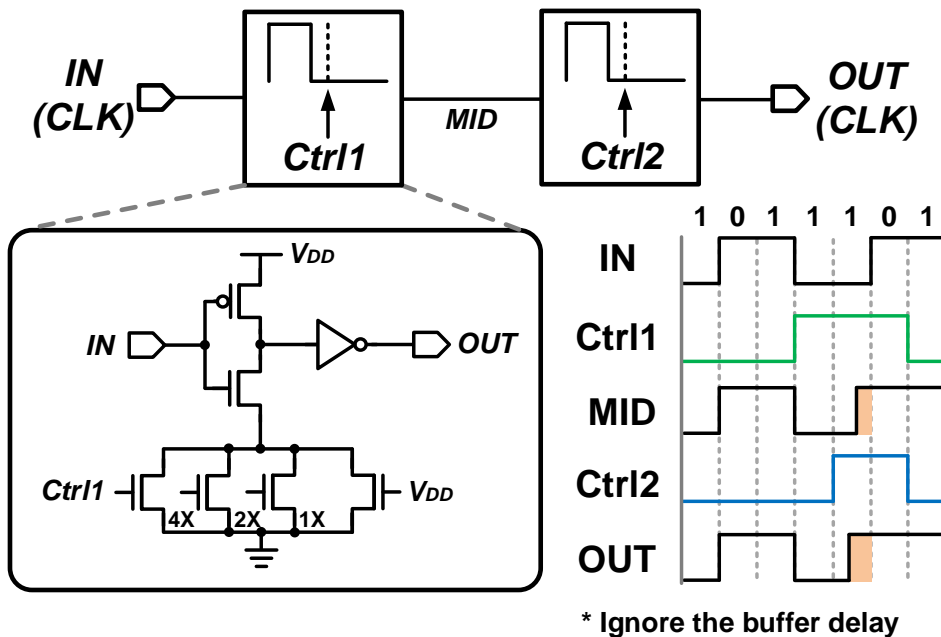 IN
(CLK)
Ctrl1
MID
Ctrl2
OUT
(CLK)
VDD
IN
OUT
Ctrl1
4X
2X
1X
VDD
1 0 1 1 1 0 1
IN
Ctrl1
MID
Ctrl2
OUT
* Ignore the buffer delay